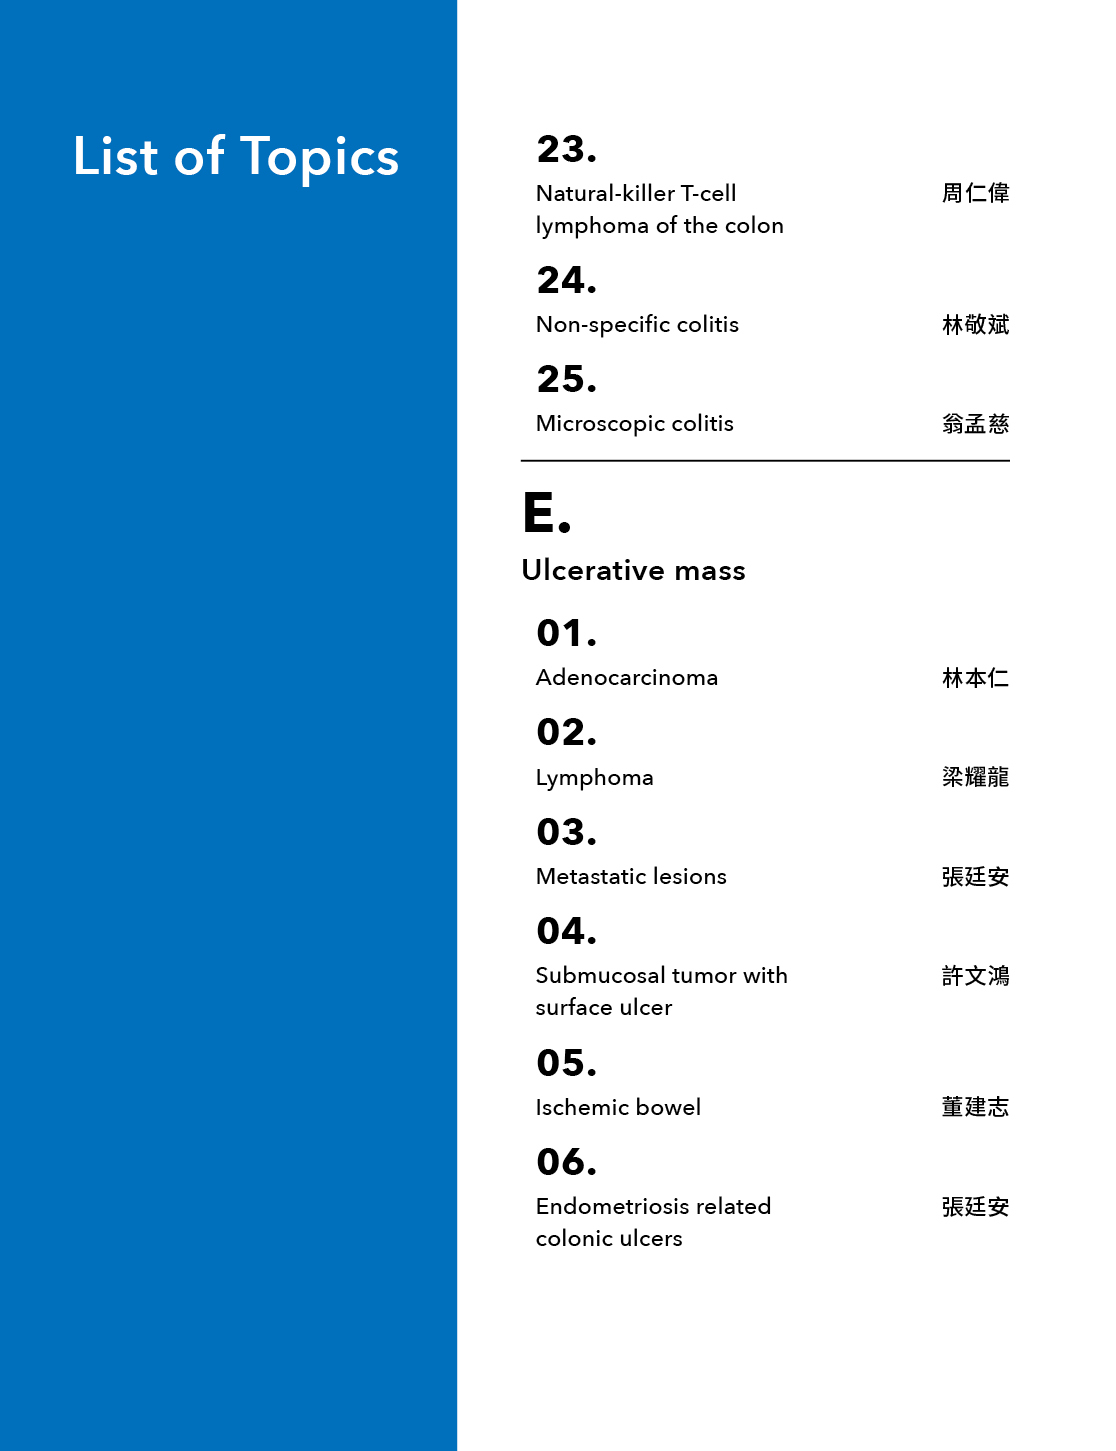 List of Topics
23.
Natural-killer T-cell 周仁偉
lymphoma of the colon
24.
Non-specific colitis 林敬斌
25.
Microscopic colitis 翁孟慈
E.
Ulcerative mass
01.
Adenocarcinoma 林本仁
02.
Lymphoma 梁耀龍
03.
Metastatic lesions 張廷安
04.
Submucosal tumor with 許文鴻
surface ulcer
05.
Ischemic bowel 董建志
06.
Endometriosis related 張廷安
colonic ulcers